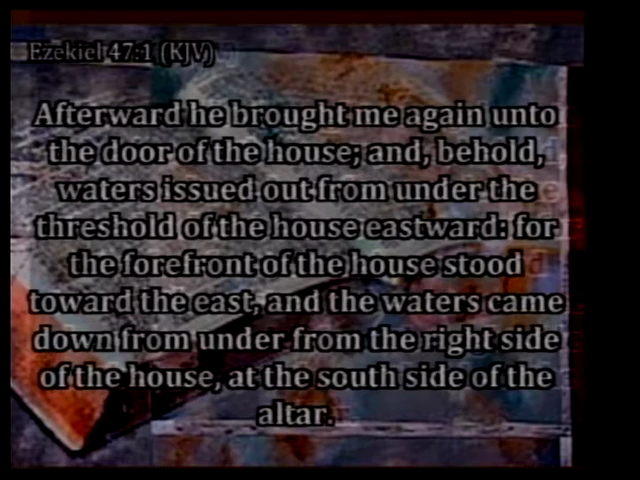 Ezekiel 47:1 (KJV)
Afterward he brought me again unto
the door of the house; and, behold,
waters issued out from under the
threshold of the house eastward: for
the forefront of the house stood
toward the east, and the waters came
down from under from the right side
of the house, at the south side of the
altar.